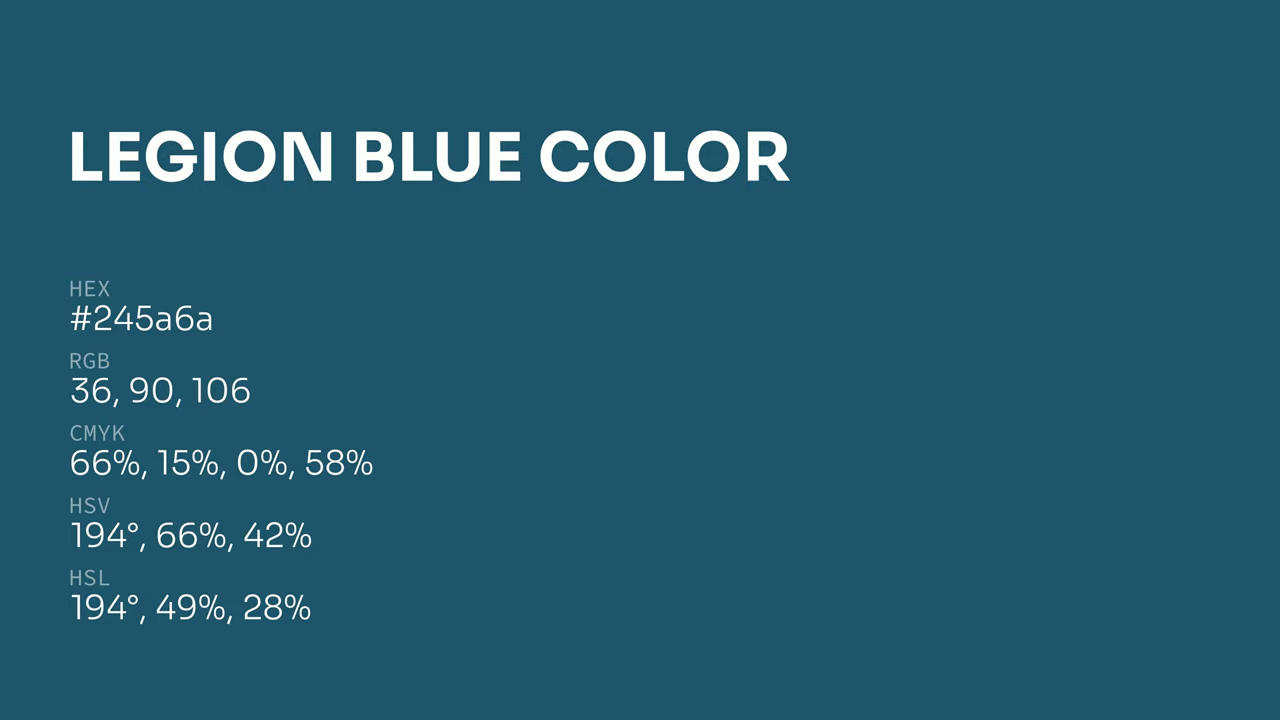 LEGION BLUE COLOR
HEX
#245a6a
RGB
36, 90, 106
CMYK
66%, 15%, 0%, 58%
HSV
194°, 66%, 42%
HSL
194°, 49%, 28%